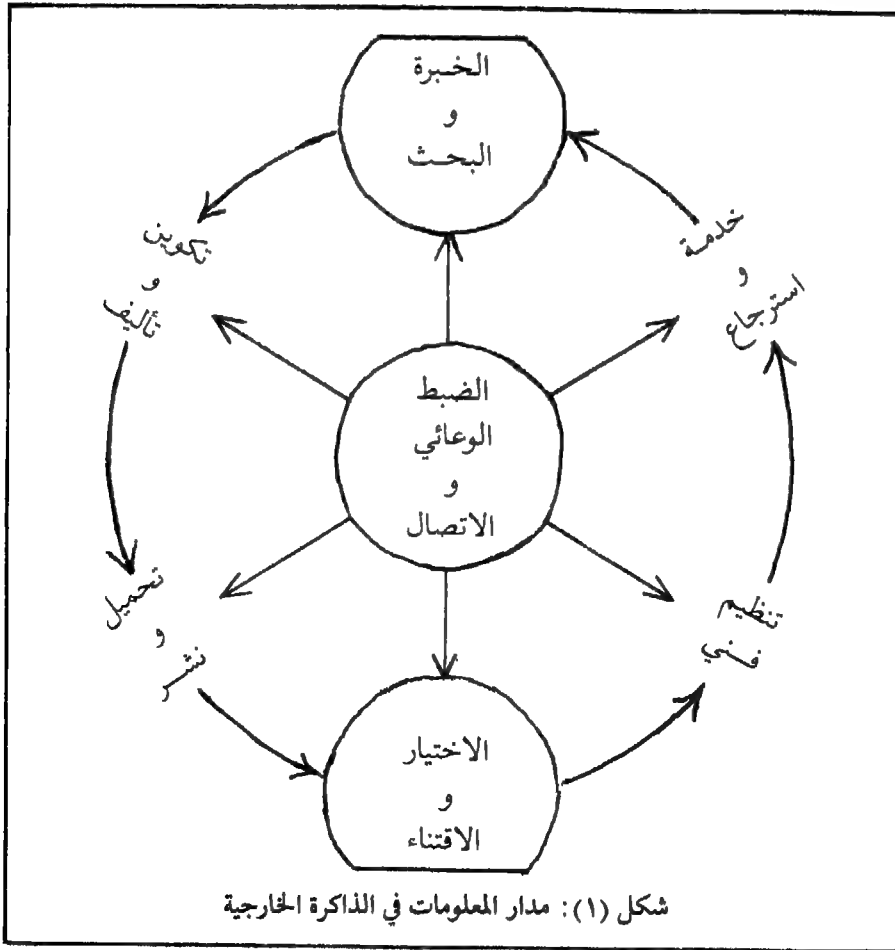 الخبرة
و
البحث
خدمة
و
استرجاع
تكوين
و
تأليف
الضبط
الوعائي
و
الاتصال
تحميل
و
نشر
تنظيم
فني
الاختيار
و
الاقتناء
شكل (١): مدار المعلومات في الذاكرة الخارجية